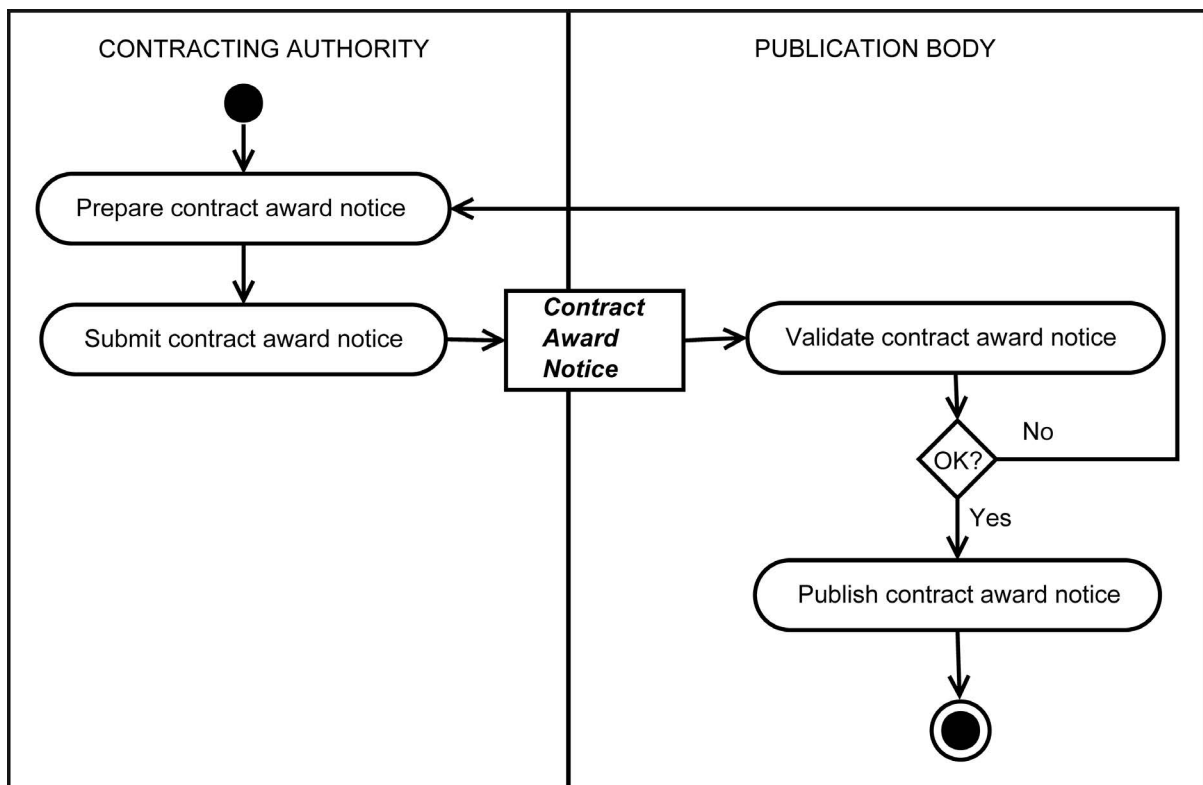 CONTRACTING AUTHORITY
PUBLICATION BODY
Prepare contract award notice
Submit contract award notice
Contract
Award
Notice
Validate contract award notice
OK?
No
Yes
Publish contract award notice